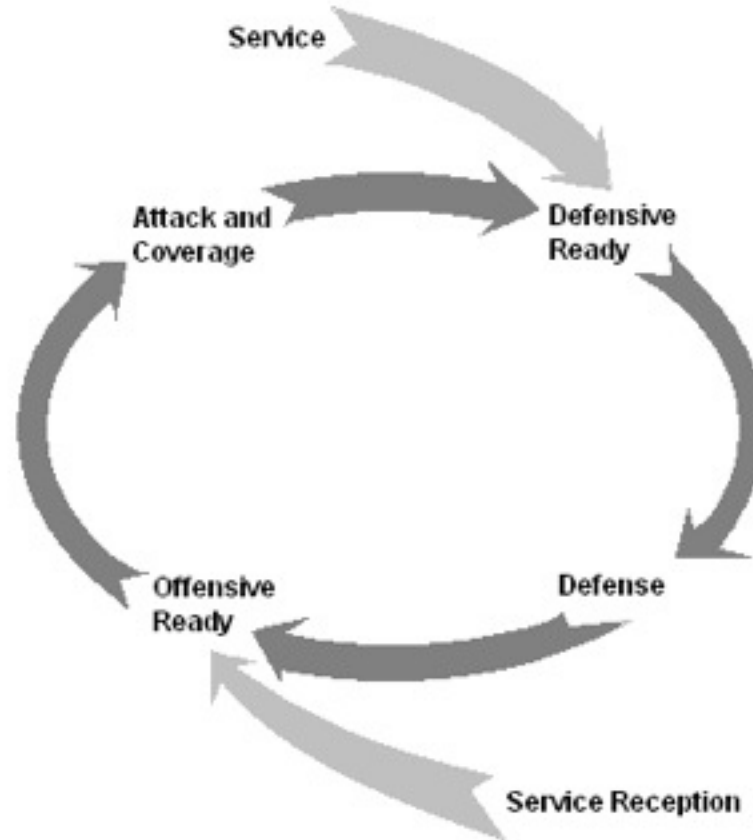 Service
Attack and
Coverage
Defensive
Ready
Offensive
Ready
Defense
Service Reception